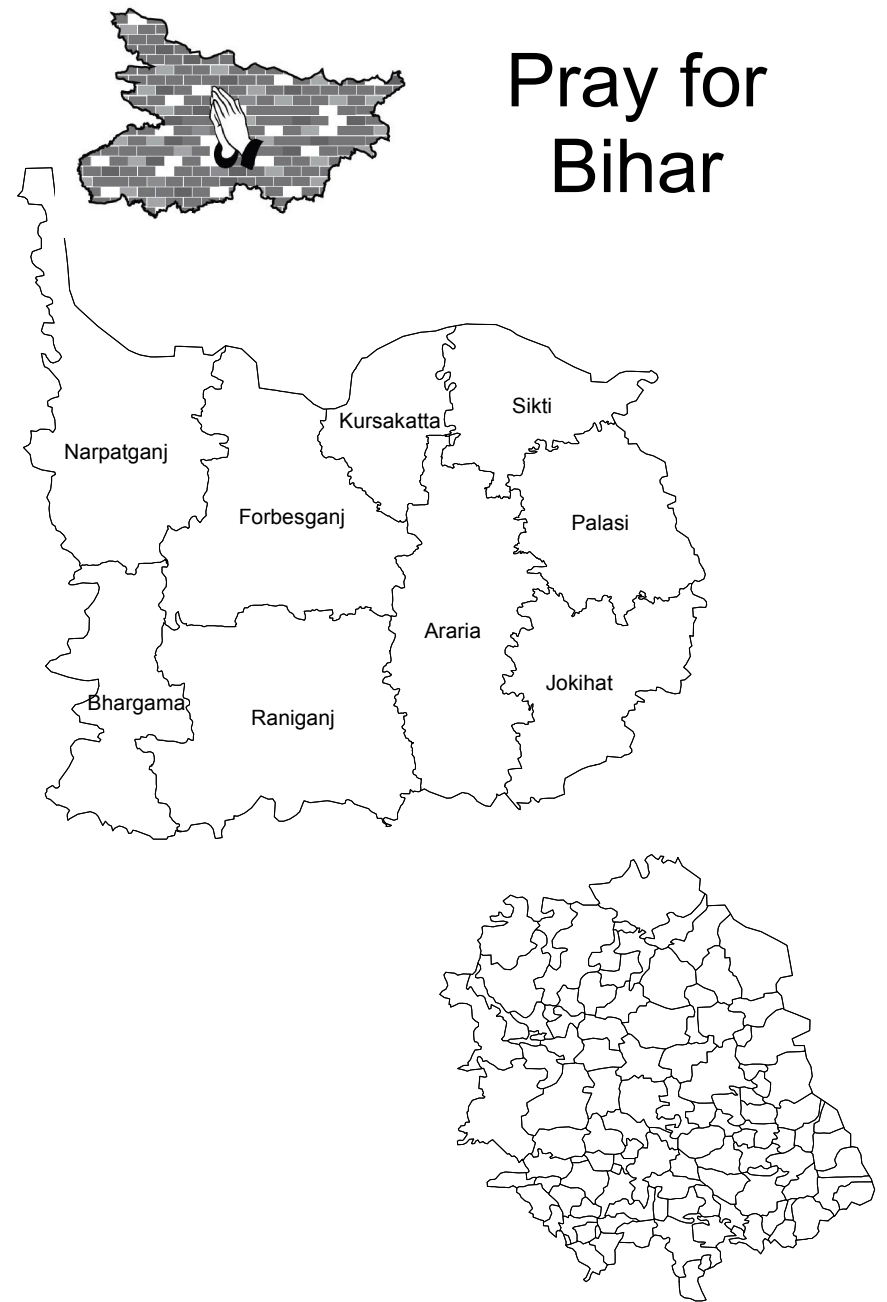 Pray for
Bihar
Sikti
Kursakatta
Narpatganj
Forbesganj
Palasi
Araria
Jokihat
Bhargama
Raniganj